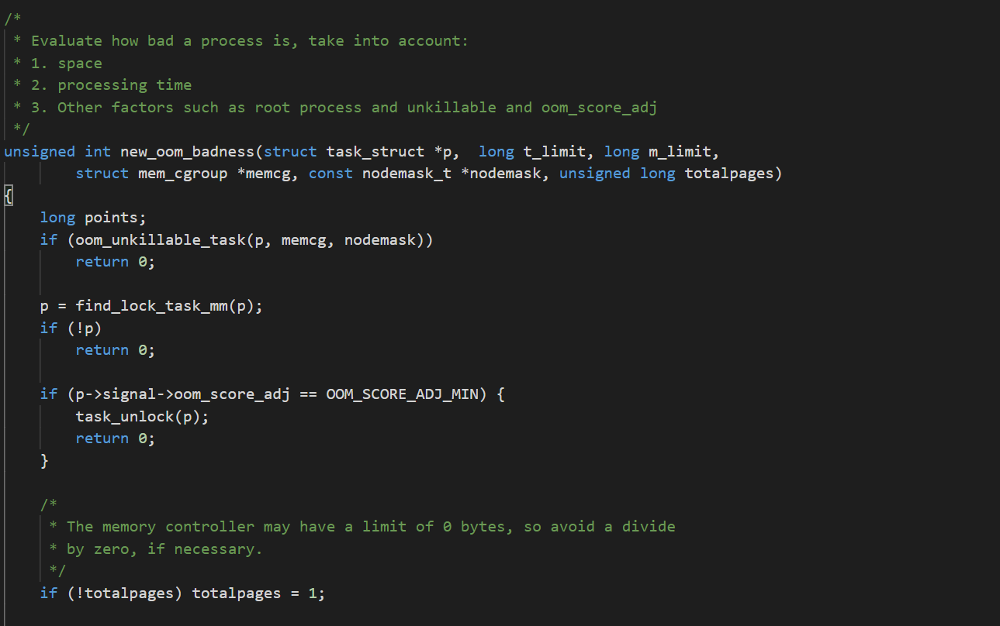 /*
 * Evaluate how bad a process is, take into account:
 * 1. space
 * 2. processing time
 * 3. Other factors such as root process and unkillable and oom_score_adj
 */
unsigned int new_oom_badness(struct task_struct *p,  long t_limit, long m_limit,
        struct mem_cgroup *memcg, const nodemask_t *nodemask, unsigned long totalpages)
{
    long points;
    if (oom_unkillable_task(p, memcg, nodemask))
        return 0;

    p = find_lock_task_mm(p);
    if (!p)
        return 0;

    if (p->signal->oom_score_adj == OOM_SCORE_ADJ_MIN) {
        task_unlock(p);
        return 0;
    }

    /*
     * The memory controller may have a limit of 0 bytes, so avoid a divide
     * by zero, if necessary.
     */
    if (!totalpages) totalpages = 1;